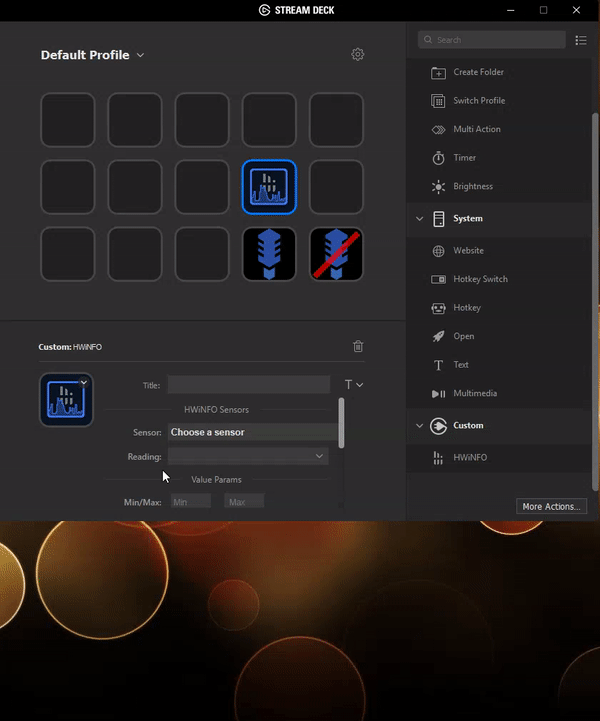 STREAM DECK
Default Profile
Search
Create Folder
Switch Profile
Multi Action
Timer
Brightness
System
Website
Hotkey Switch
Hotkey
Open
Text
Multimedia
Custom
HWiNFO
More Actions...
Custom: HWiNFO
Title:
T
HWiNFO Sensors
Sensor: Choose a sensor
Reading:
Value Params
Min/Max: Min Max